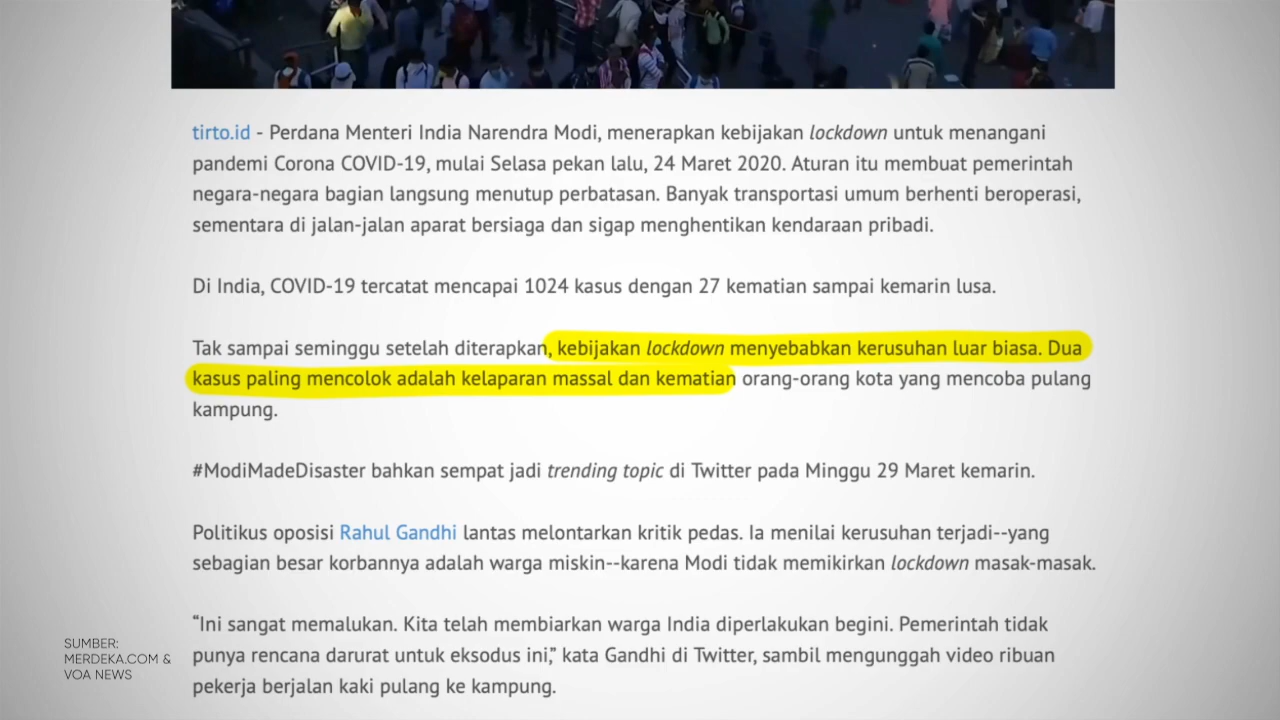 tirto.id - Perdana Menteri India Narendra Modi, menerapkan kebijakan lockdown untuk menangani
pandemi Corona COVID-19, mulai Selasa pekan lalu, 24 Maret 2020. Aturan itu membuat pemerintah
negara-negara bagian langsung menutup perbatasan. Banyak transportasi umum berhenti beroperasi,
sementara di jalan-jalan aparat bersiaga dan sigap menghentikan kendaraan pribadi.
Di India, COVID-19 tercatat mencapai 1024 kasus dengan 27 kematian sampai kemarin lusa.
Tak sampai seminggu setelah diterapkan, kebijakan lockdown menyebabkan kerusuhan luar biasa. Dua
kasus paling mencolok adalah kelaparan massal dan kematian orang-orang kota yang mencoba pulang
kampung.
#ModiMadeDisaster bahkan sempat jadi trending topic di Twitter pada Minggu 29 Maret kemarin.
Politikus oposisi Rahul Gandhi lantas melontarkan kritik pedas. Ia menilai kerusuhan terjadi--yang
sebagian besar korbannya adalah warga miskin--karena Modi tidak memikirkan lockdown masak-masak.
“Ini sangat memalukan. Kita telah membiarkan warga India diperlakukan begini. Pemerintah tidak
punya rencana darurat untuk eksodus ini,” kata Gandhi di Twitter, sambil mengunggah video ribuan
pekerja berjalan kaki pulang ke kampung.
SUMBER:
MERDEKA.COM &
VOA NEWS